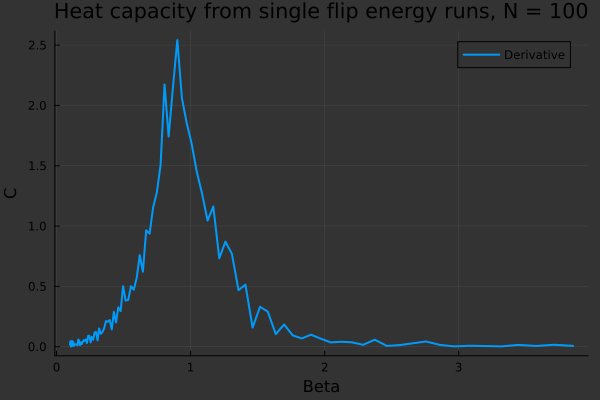 Heat capacity from single flip energy runs, N = 100
Derivative
C
2.5
2.0
1.5
1.0
0.5
0.0
0
1
2
3
Beta